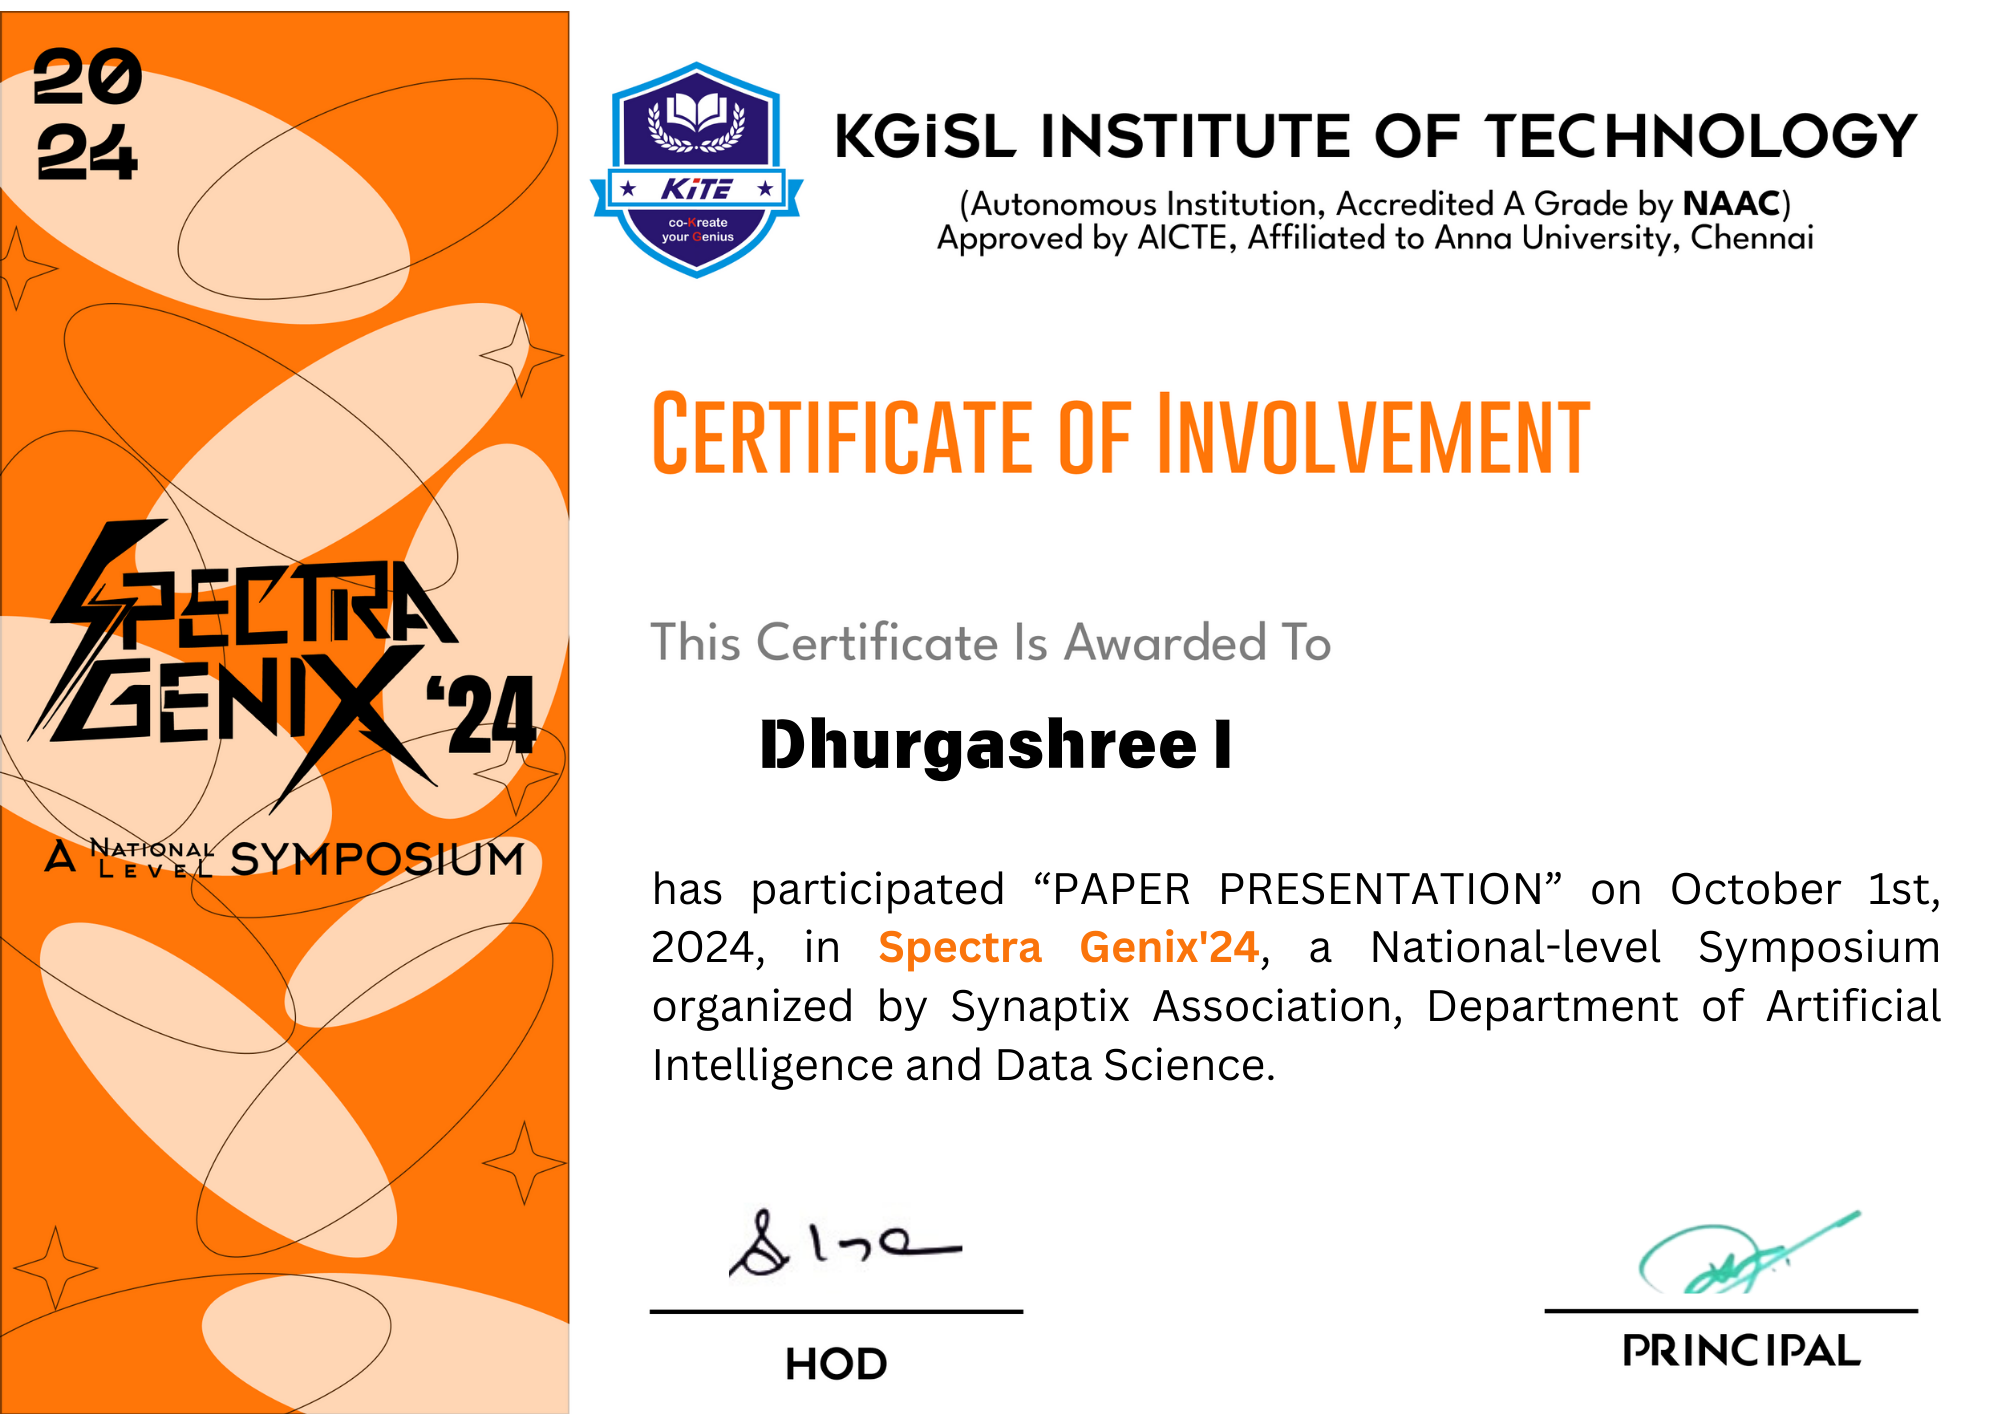 20
24
KiTE
co-Kreate
your Genius
KGiSL INSTITUTE OF TECHNOLOGY
(Autonomous Institution, Accredited A Grade by NAAC)
Approved by AICTE, Affiliated to Anna University, Chennai
CERTIFICATE OF INVOLVEMENT
SPECTRA
GENIX ‘24
A NATIONAL LEVEL SYMPOSIUM
This Certificate Is Awarded To
Dhurgashree I
has participated “PAPER PRESENTATION” on October 1st,
2024, in Spectra Genix'24, a National-level Symposium
organized by Synaptix Association, Department of Artificial
Intelligence and Data Science.
HOD
PRINCIPAL